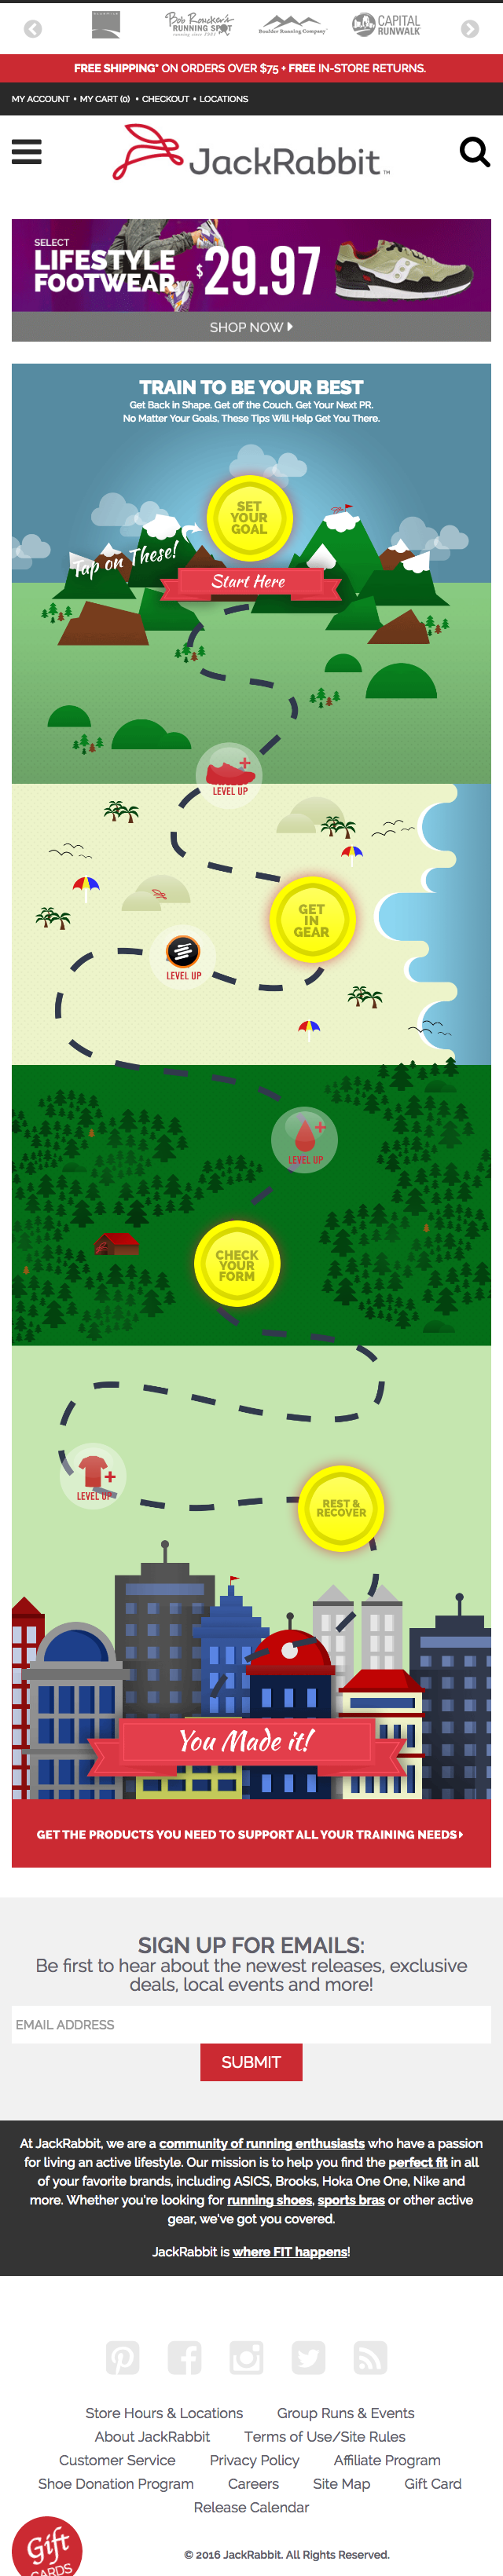 Bob Roncker's
RUNNING SPOT
running since 1981
Boulder Running Company
CAPITAL
RUNWALK
FREE SHIPPING* ON ORDERS OVER $75 + FREE IN-STORE RETURNS.
MY ACCOUNT • MY CART (0) • CHECKOUT • LOCATIONS
JackRabbit™
SELECT
LIFESTYLE
FOOTWEAR
$29.97
SHOP NOW
TRAIN TO BE YOUR BEST
Get Back in Shape. Get off the Couch. Get Your Next PR.
No Matter Your Goals, These Tips Will Help Get You There.
SET
YOUR
GOAL
Tap on These!
Start Here
LEVEL UP
GET
IN
GEAR
LEVEL UP
LEVEL UP
CHECK
YOUR
FORM
LEVEL UP
REST &
RECOVER
You Made it!
GET THE PRODUCTS YOU NEED TO SUPPORT ALL YOUR TRAINING NEEDS
SIGN UP FOR EMAILS:
Be first to hear about the newest releases, exclusive
deals, local events and more!
EMAIL ADDRESS
SUBMIT
At JackRabbit, we are a community of running enthusiasts who have a passion
for living an active lifestyle. Our mission is to help you find the perfect fit in all
of your favorite brands, including ASICS, Brooks, Hoka One One, Nike and
more. Whether you're looking for running shoes, sports bras or other active
gear, we've got you covered.
JackRabbit is where FIT happens!
Store Hours & Locations Group Runs & Events
About JackRabbit Terms of Use/Site Rules
Customer Service Privacy Policy Affiliate Program
Shoe Donation Program Careers Site Map Gift Card
Release Calendar
Gift
CARDS
© 2016 JackRabbit. All Rights Reserved.